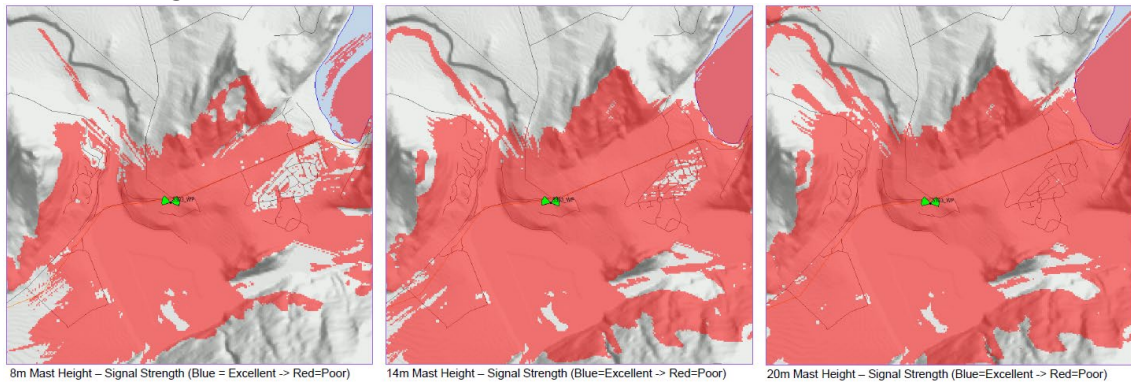 8m Mast Height – Signal Strength (Blue = Excellent -> Red=Poor)
14m Mast Height – Signal Strength (Blue=Excellent -> Red=Poor)
20m Mast Height – Signal Strength (Blue=Excellent -> Red=Poor)